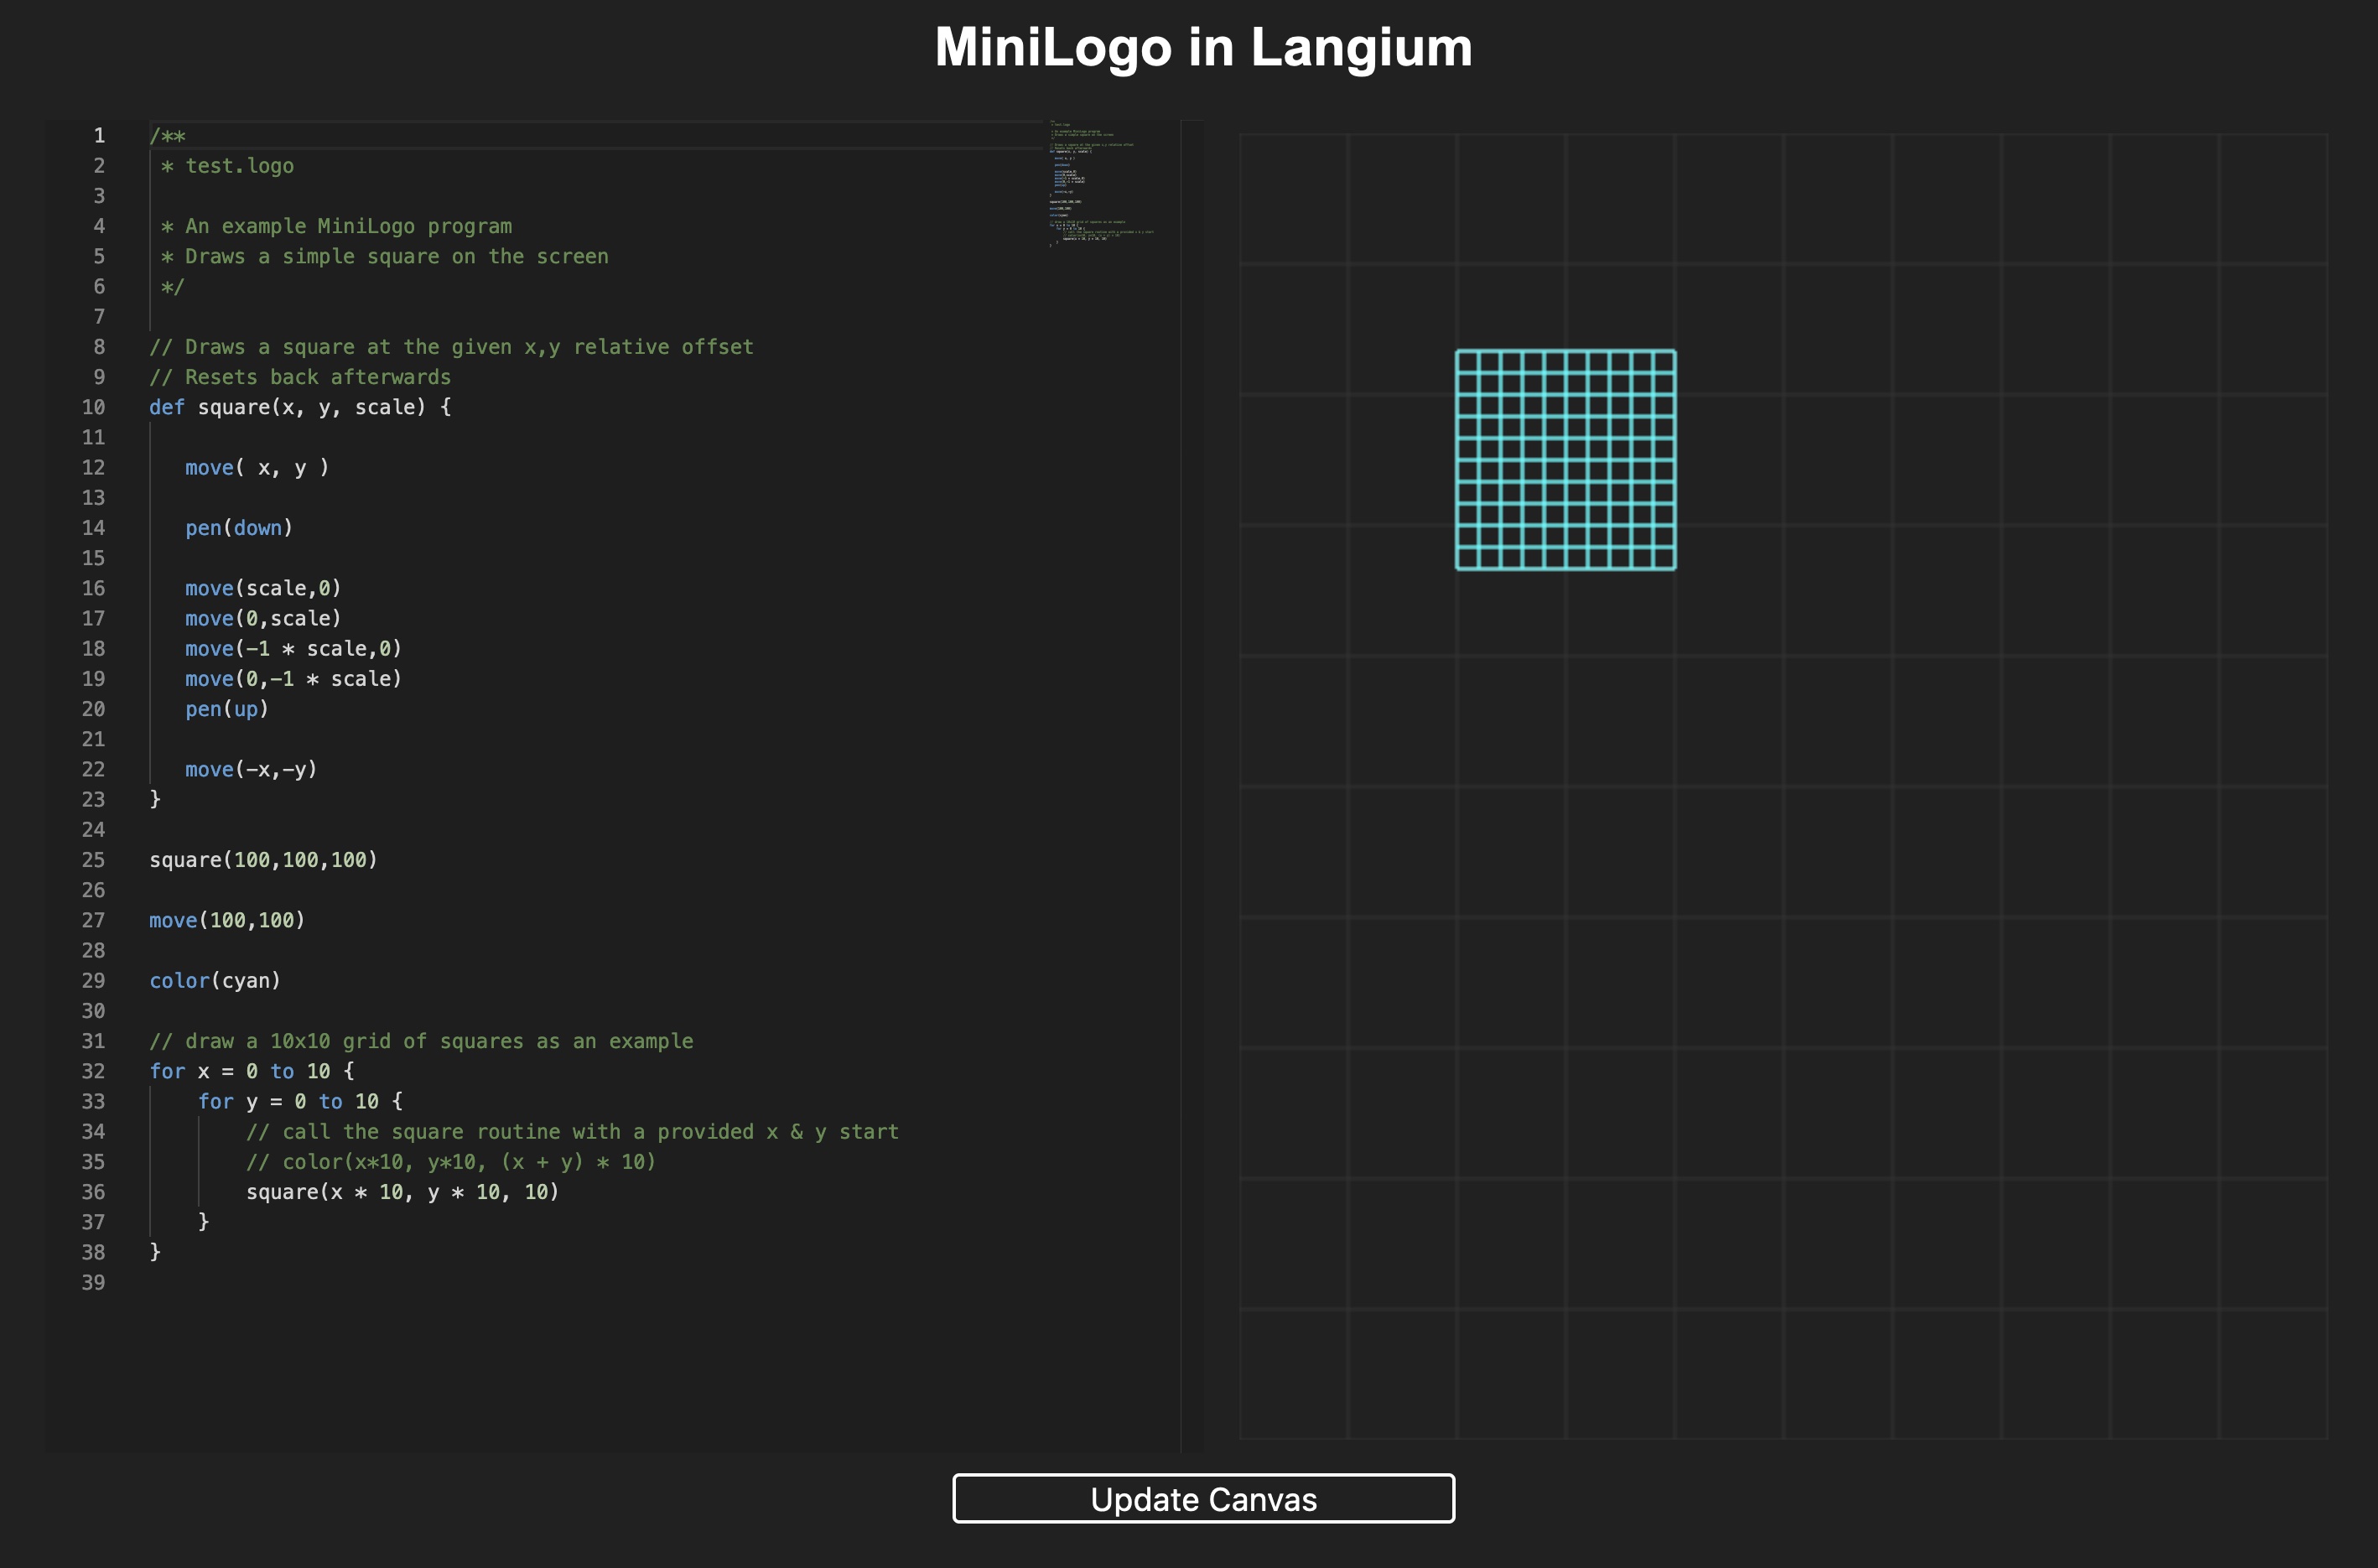 MiniLogo in Langium
1 /**
2  * test.logo
3
4  * An example MiniLogo program
5  * Draws a simple square on the screen
6  */
7
8 // Draws a square at the given x,y relative offset
9 // Resets back afterwards
10 def square(x, y, scale) {
11
12    move( x, y )
13
14    pen(down)
15
16    move(scale,0)
17    move(0,scale)
18    move(-1 * scale,0)
19    move(0,-1 * scale)
20    pen(up)
21
22    move(-x,-y)
23 }
24
25 square(100,100,100)
26
27 move(100,100)
28
29 color(cyan)
30
31 // draw a 10x10 grid of squares as an example
32 for x = 0 to 10 {
33     for y = 0 to 10 {
34         // call the square routine with a provided x & y start
35         // color(x*10, y*10, (x + y) * 10)
36         square(x * 10, y * 10, 10)
37     }
38 }
39
Update Canvas